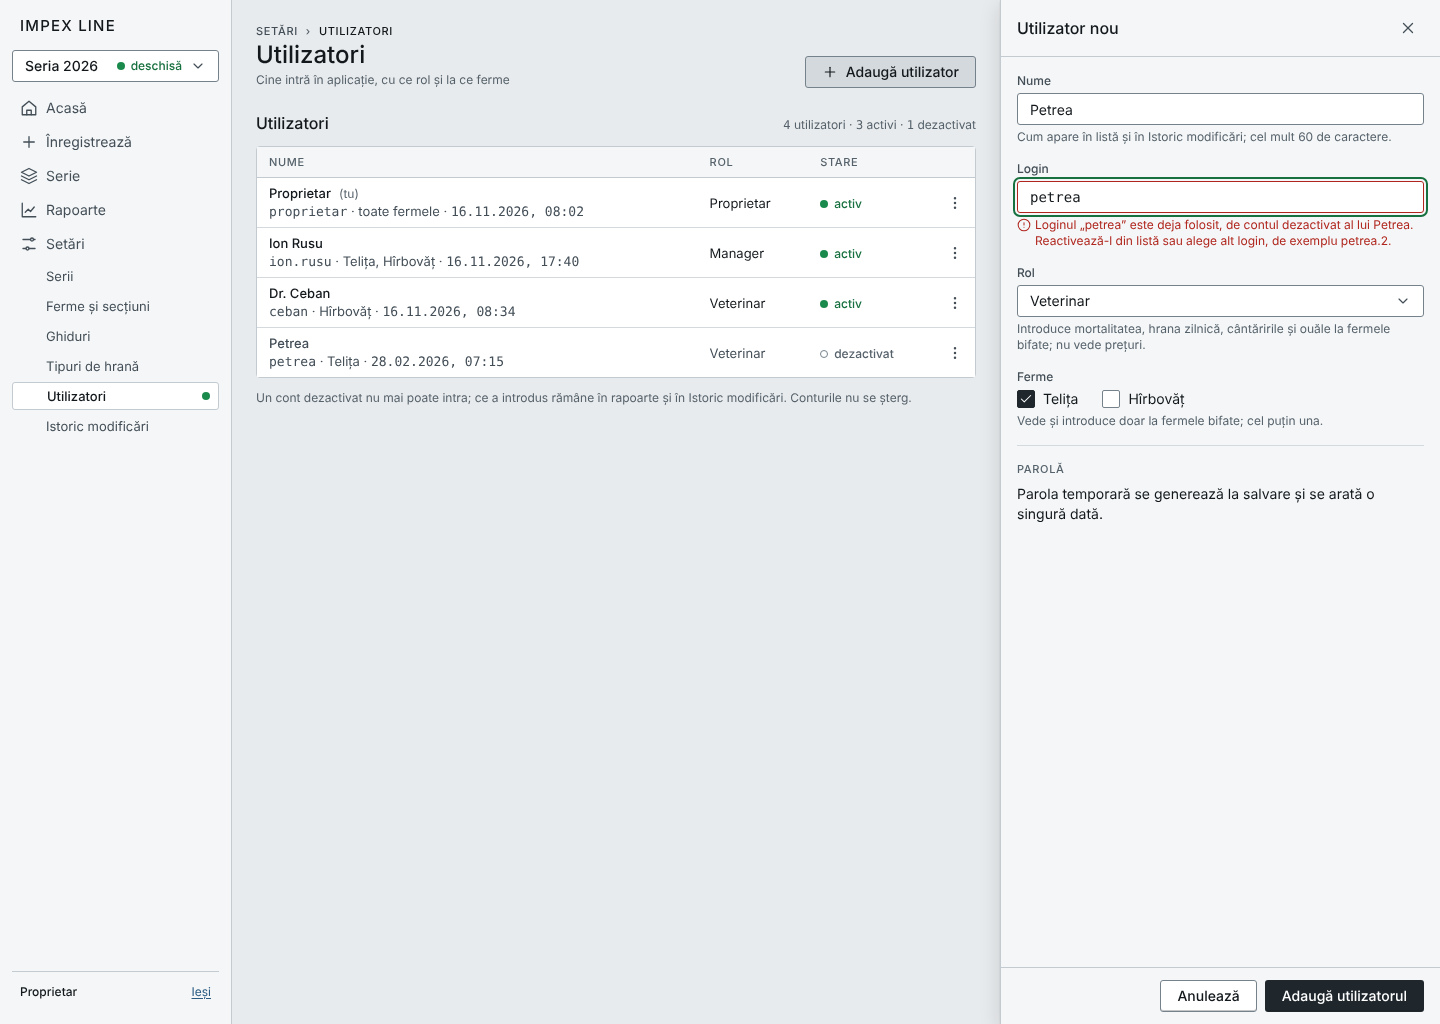 IMPEX LINE
Seria 2026 deschisă
Acasă
Înregistrează
Serie
Rapoarte
Setări
Serii
Ferme și secțiuni
Ghiduri
Tipuri de hrană
Utilizatori
Istoric modificări
Proprietar Ieși
SETĂRI › UTILIZATORI
Utilizatori
Cine intră în aplicație, cu ce rol și la ce ferme
Adaugă utilizator
Utilizatori
4 utilizatori · 3 activi · 1 dezactivat
NUME ROL STARE
Proprietar (tu)
proprietar · toate fermele · 16.11.2026, 08:02
Proprietar activ
Ion Rusu
ion.rusu · Telița, Hîrbovăț · 16.11.2026, 17:40
Manager activ
Dr. Ceban
ceban · Hîrbovăț · 16.11.2026, 08:34
Veterinar activ
Petrea
petrea · Telița · 28.02.2026, 07:15
Veterinar dezactivat
Un cont dezactivat nu mai poate intra; ce a introdus rămâne în rapoarte și în Istoric modificări. Conturile nu se șterg.
Utilizator nou
Nume
Petrea
Cum apare în listă și în Istoric modificări; cel mult 60 de caractere.
Login
petrea
Loginul „petrea” este deja folosit, de contul dezactivat al lui Petrea.
Reactivează-l din listă sau alege alt login, de exemplu petrea.2.
Rol
Veterinar
Introduce mortalitatea, hrana zilnică, cântăririle și ouăle la fermele
bifate; nu vede prețuri.
Ferme
Telița Hîrbovăț
Vede și introduce doar la fermele bifate; cel puțin una.
PAROLĂ
Parola temporară se generează la salvare și se arată o
singură dată.
Anulează Adaugă utilizatorul